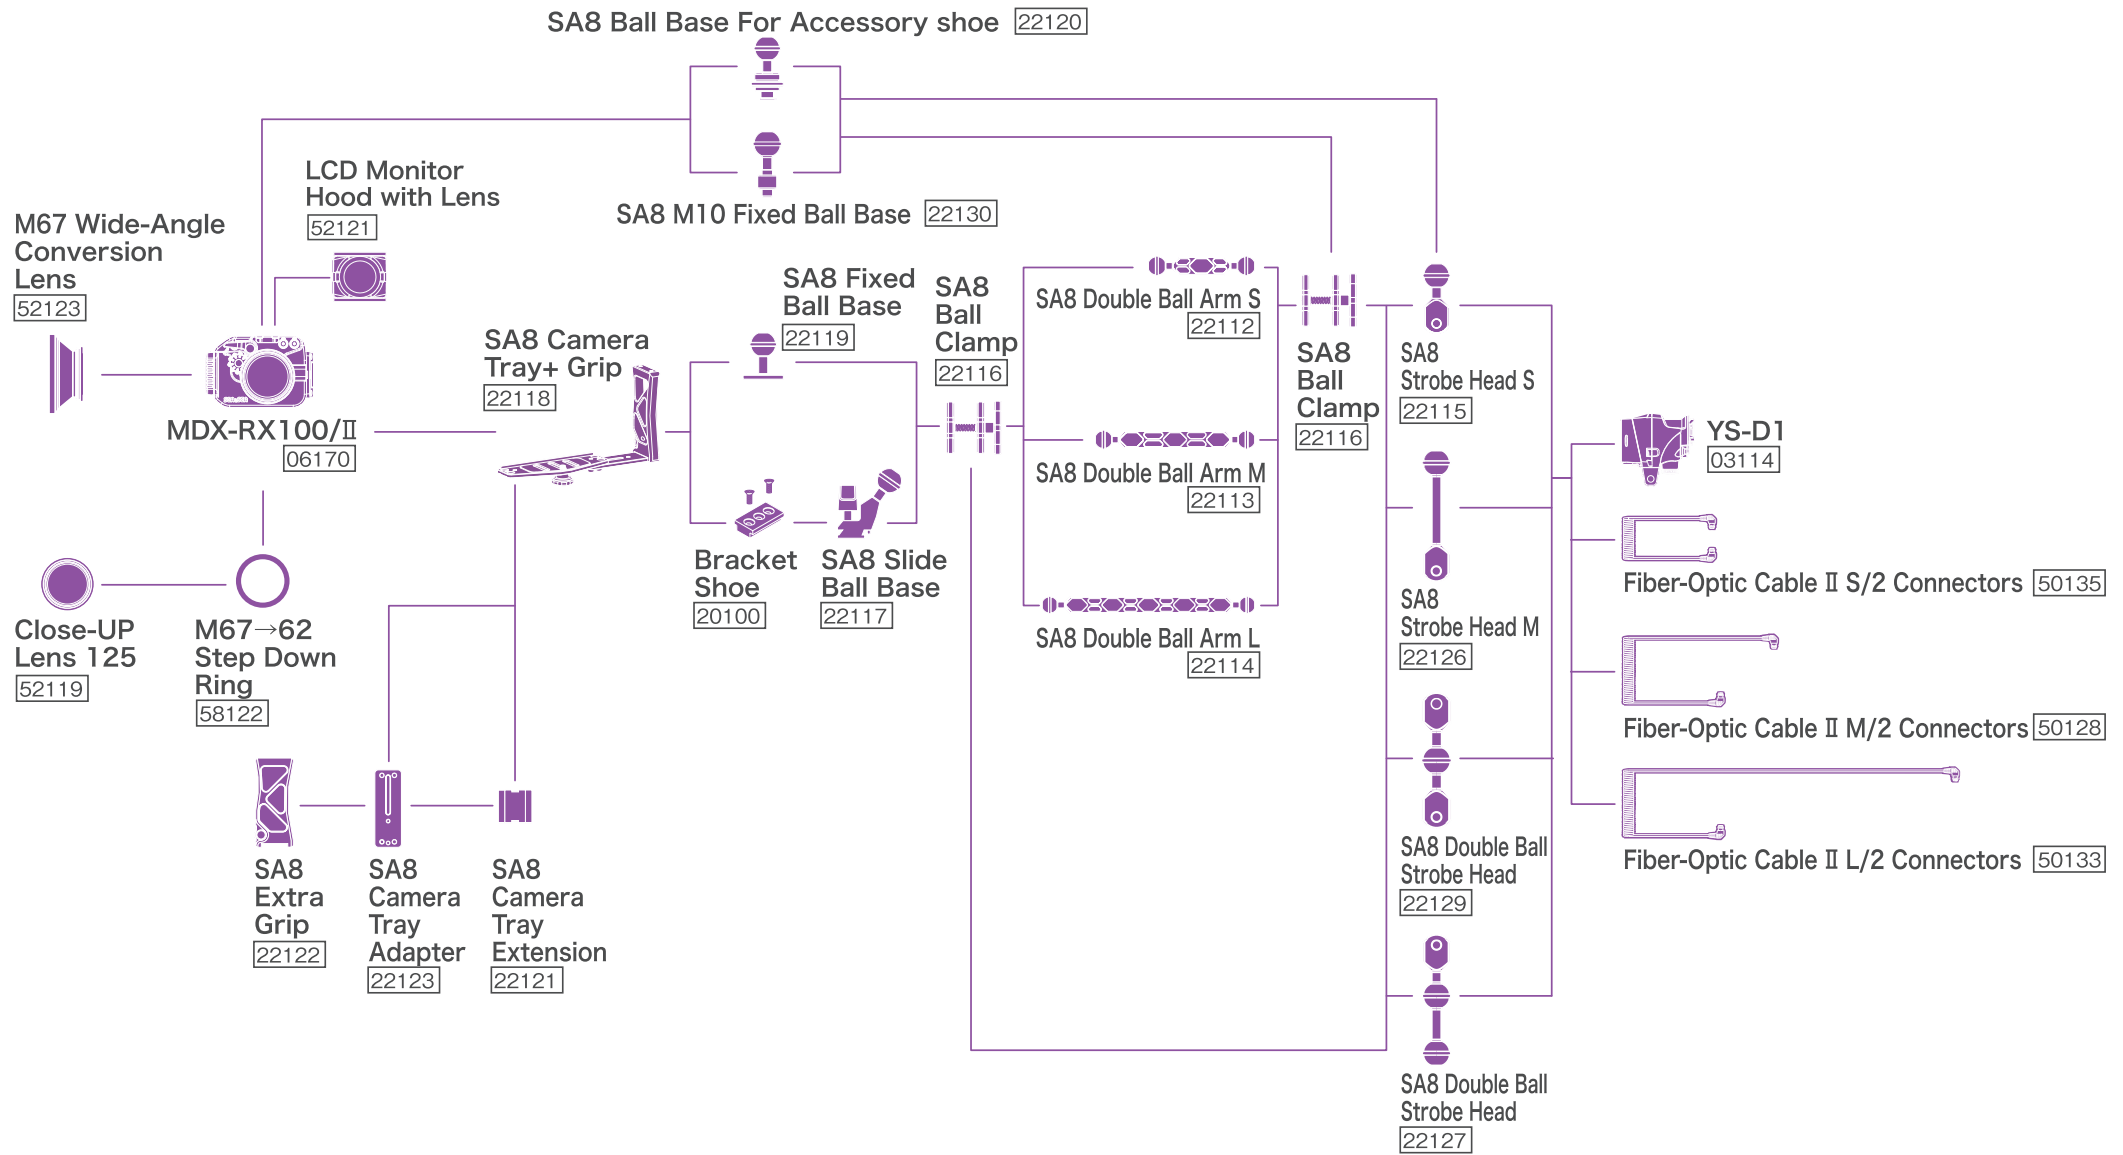 SA8 Ball Base For Accessory shoe 22120
LCD Monitor
Hood with Lens
52121
SA8 M10 Fixed Ball Base 22130
M67 Wide-Angle
Conversion
Lens
52123
MDX-RX100/Ⅱ
06170
SA8 Camera
Tray+ Grip
22118
SA8 Fixed
Ball Base
22119
SA8
Ball
Clamp
22116
SA8 Double Ball Arm S
22112
SA8 Double Ball Arm M
22113
SA8 Double Ball Arm L
22114
SA8
Ball
Clamp
22116
SA8
Strobe Head S
22115
SA8
Strobe Head M
22126
SA8 Double Ball
Strobe Head
22129
SA8 Double Ball
Strobe Head
22127
YS-D1
03114
Fiber-Optic Cable Ⅱ S/2 Connectors 50135
Fiber-Optic Cable Ⅱ M/2 Connectors 50128
Fiber-Optic Cable Ⅱ L/2 Connectors 50133
Bracket
Shoe
20100
SA8 Slide
Ball Base
22117
Close-UP
Lens 125
52119
M67→62
Step Down
Ring
58122
SA8
Extra
Grip
22122
SA8
Camera
Tray
Adapter
22123
SA8
Camera
Tray
Extension
22121